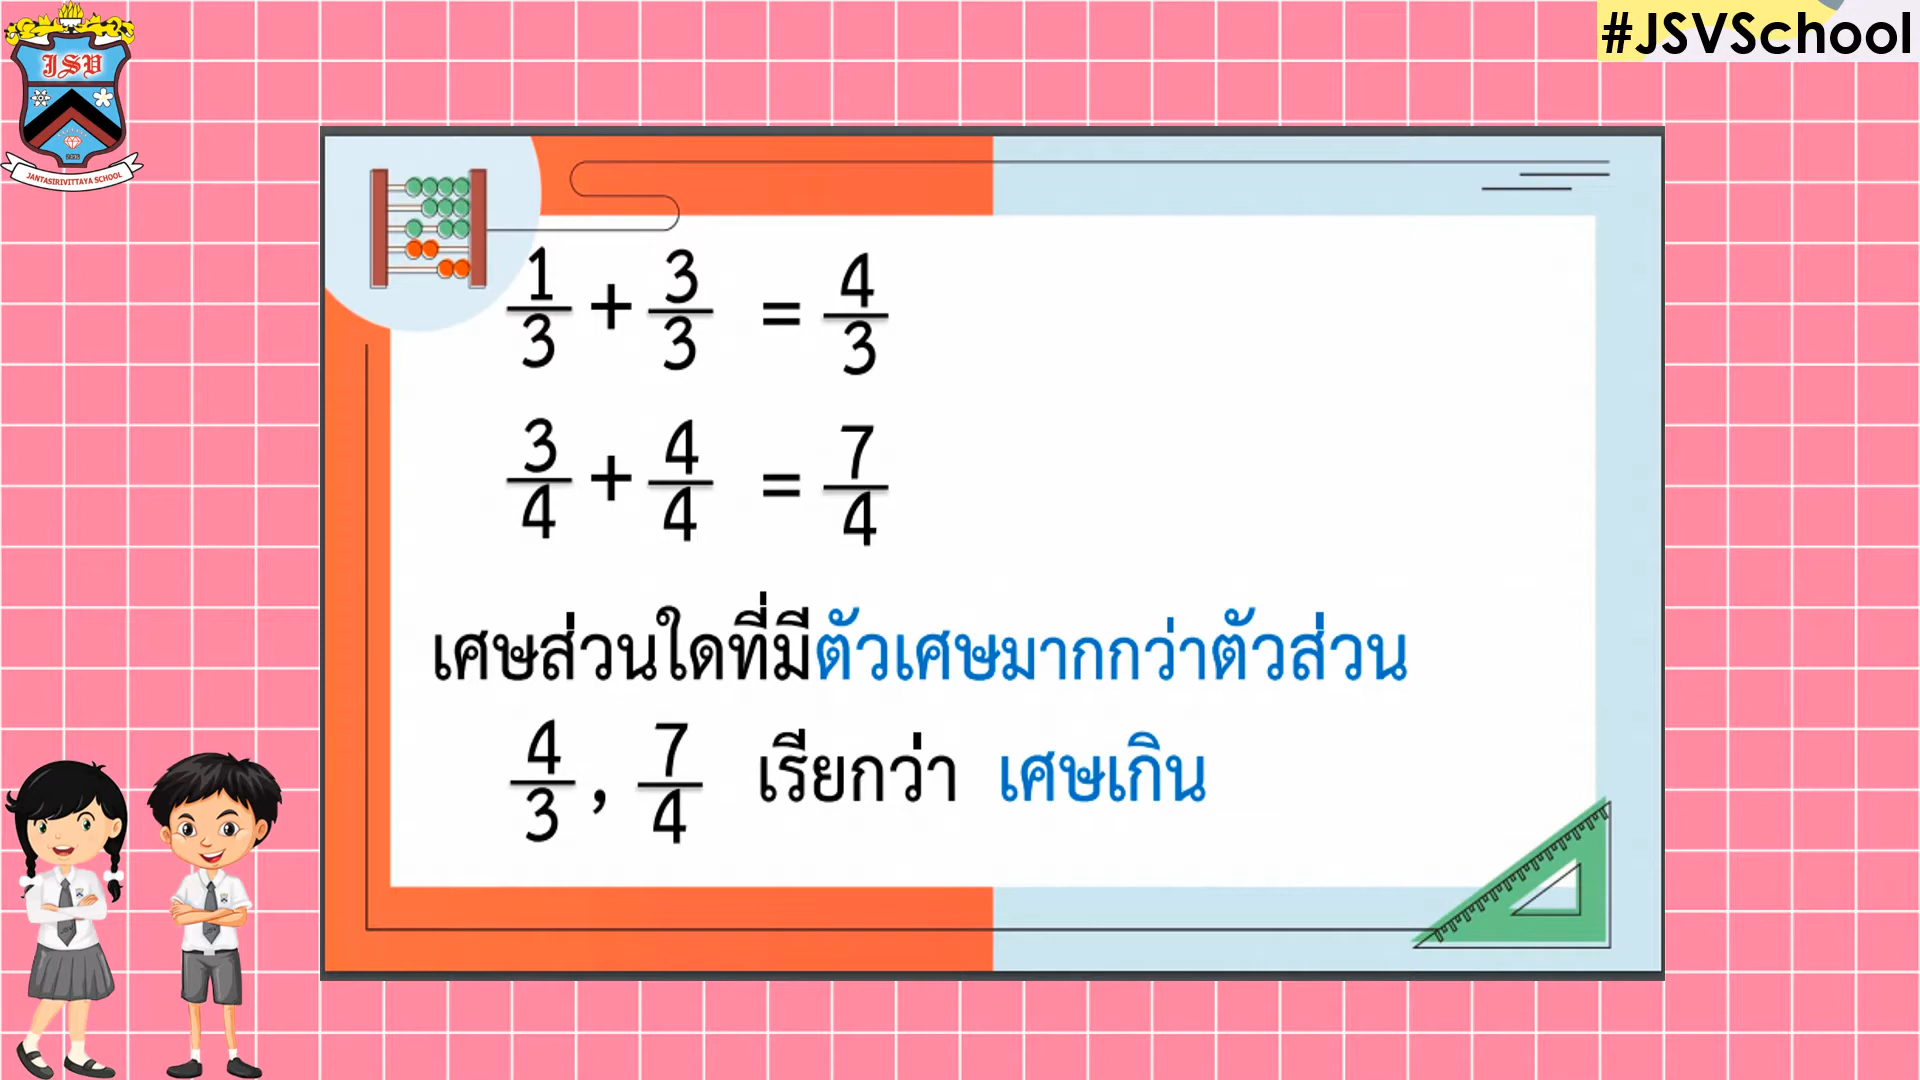 #JSVSchool
JSV
JANTASIRIVITTAYA SCHOOL
1/3 + 3/3 = 4/3
3/4 + 4/4 = 7/4
เศษส่วนใดที่มีตัวเศษมากกว่าตัวส่วน
4/3 , 7/4 เรียกว่า เศษเกิน